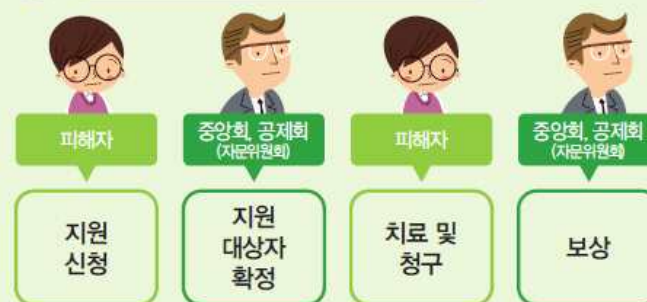 피해자
중앙회, 공제회
(자문위원회)
피해자
중앙회, 공제회
(자문위원회)
지원
신청
지원
대상자
확정
치료 및
청구
보상